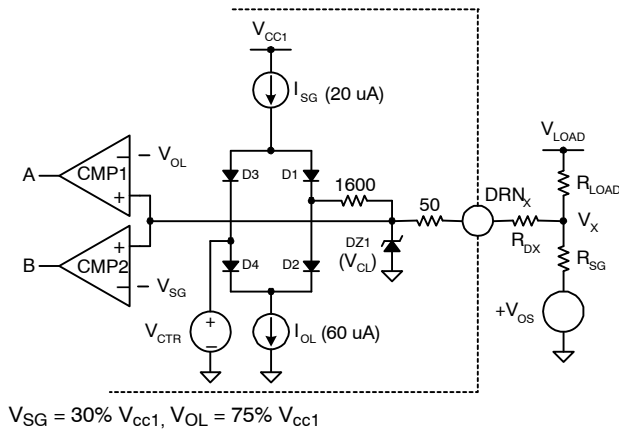 V_CC1
I_SG (20 uA)
V_LOAD
A
CMP1
V_OL
D3
D1
1600
DRN_X
R_LOAD
50
V_X
R_DX
B
CMP2
V_SG
D4
D2
DZ1
(V_CL)
R_SG
V_CTR
I_OL (60 uA)
+V_OS
V_SG = 30% V_cc1, V_OL = 75% V_cc1